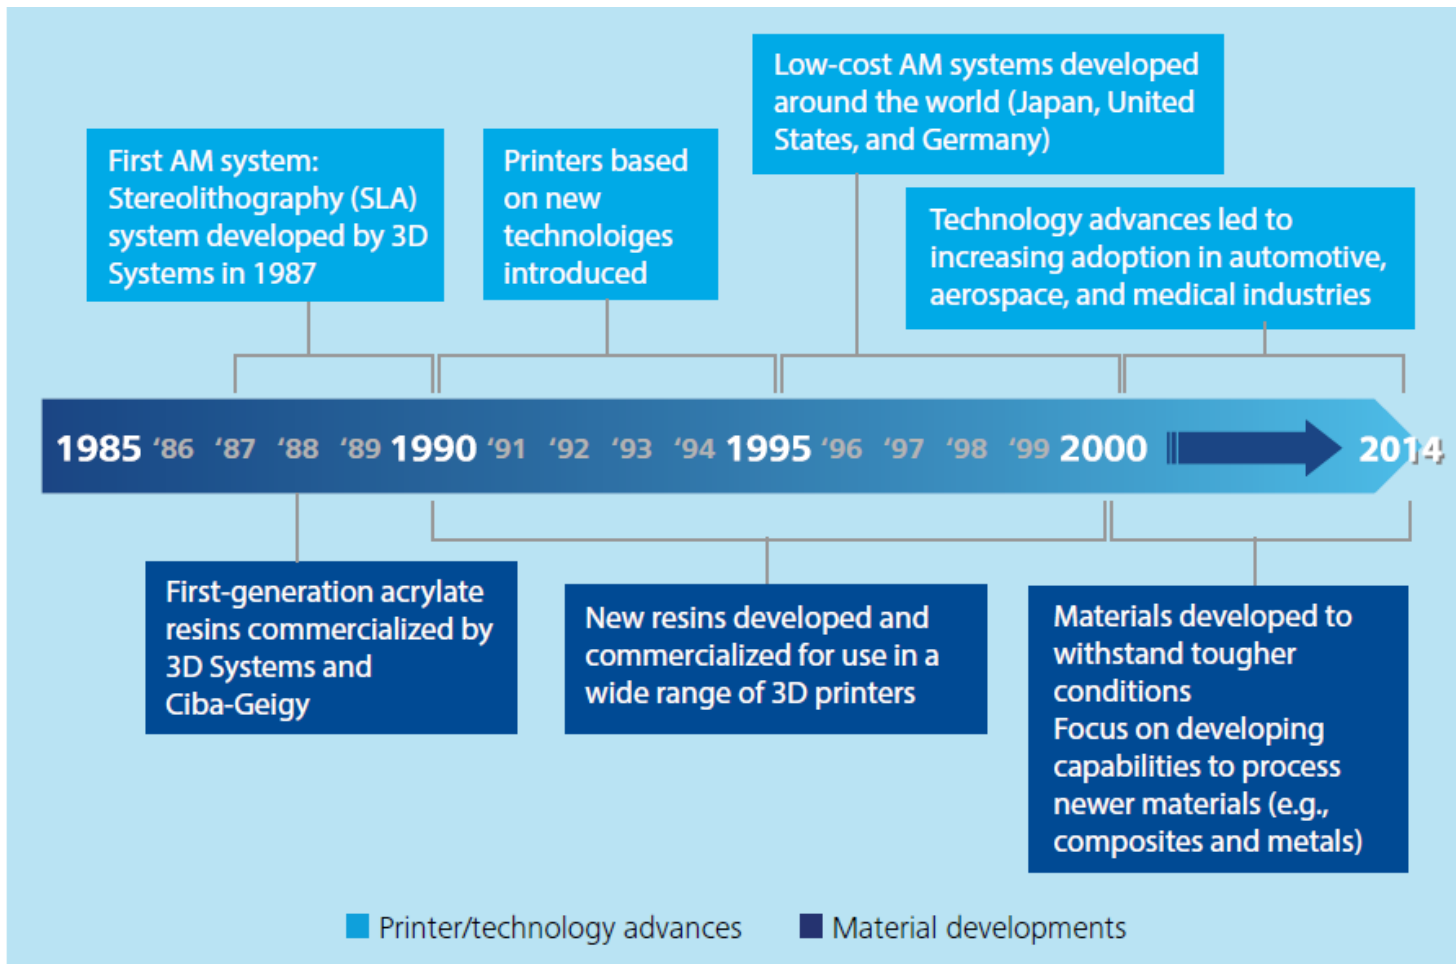 Low-cost AM systems developed
around the world (Japan, United
States, and Germany)
First AM system:
Stereolithography (SLA)
system developed by 3D
Systems in 1987
Printers based
on new
technoloiges
introduced
Technology advances led to
increasing adoption in automotive,
aerospace, and medical industries
1985 ‘86 ‘87 ‘88 ‘89 1990 ‘91 ‘92 ‘93 ‘94 1995 ‘96 ‘97 ‘98 ‘99 2000 2014
First-generation acrylate
resins commercialized by
3D Systems and
Ciba-Geigy
New resins developed and
commercialized for use in a
wide range of 3D printers
Materials developed to
withstand tougher
conditions
Focus on developing
capabilities to process
newer materials (e.g.,
composites and metals)
Printer/technology advances Material developments